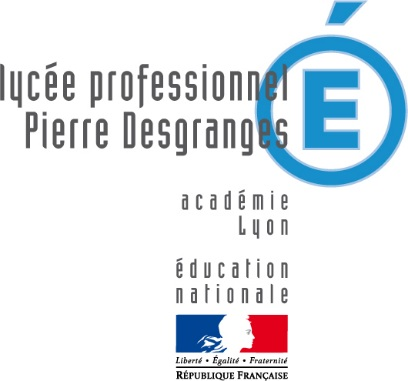 lycée professionnel
Pierre Desgranges
É
académie
Lyon
éducation
nationale
Liberté • Égalité • Fraternité
RÉPUBLIQUE FRANÇAISE